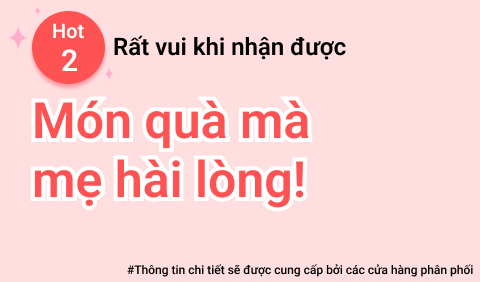 Hot
2
Rất vui khi nhận được
Món quà mà
mẹ hài lòng!
#Thông tin chi tiết sẽ được cung cấp bởi các cửa hàng phân phối